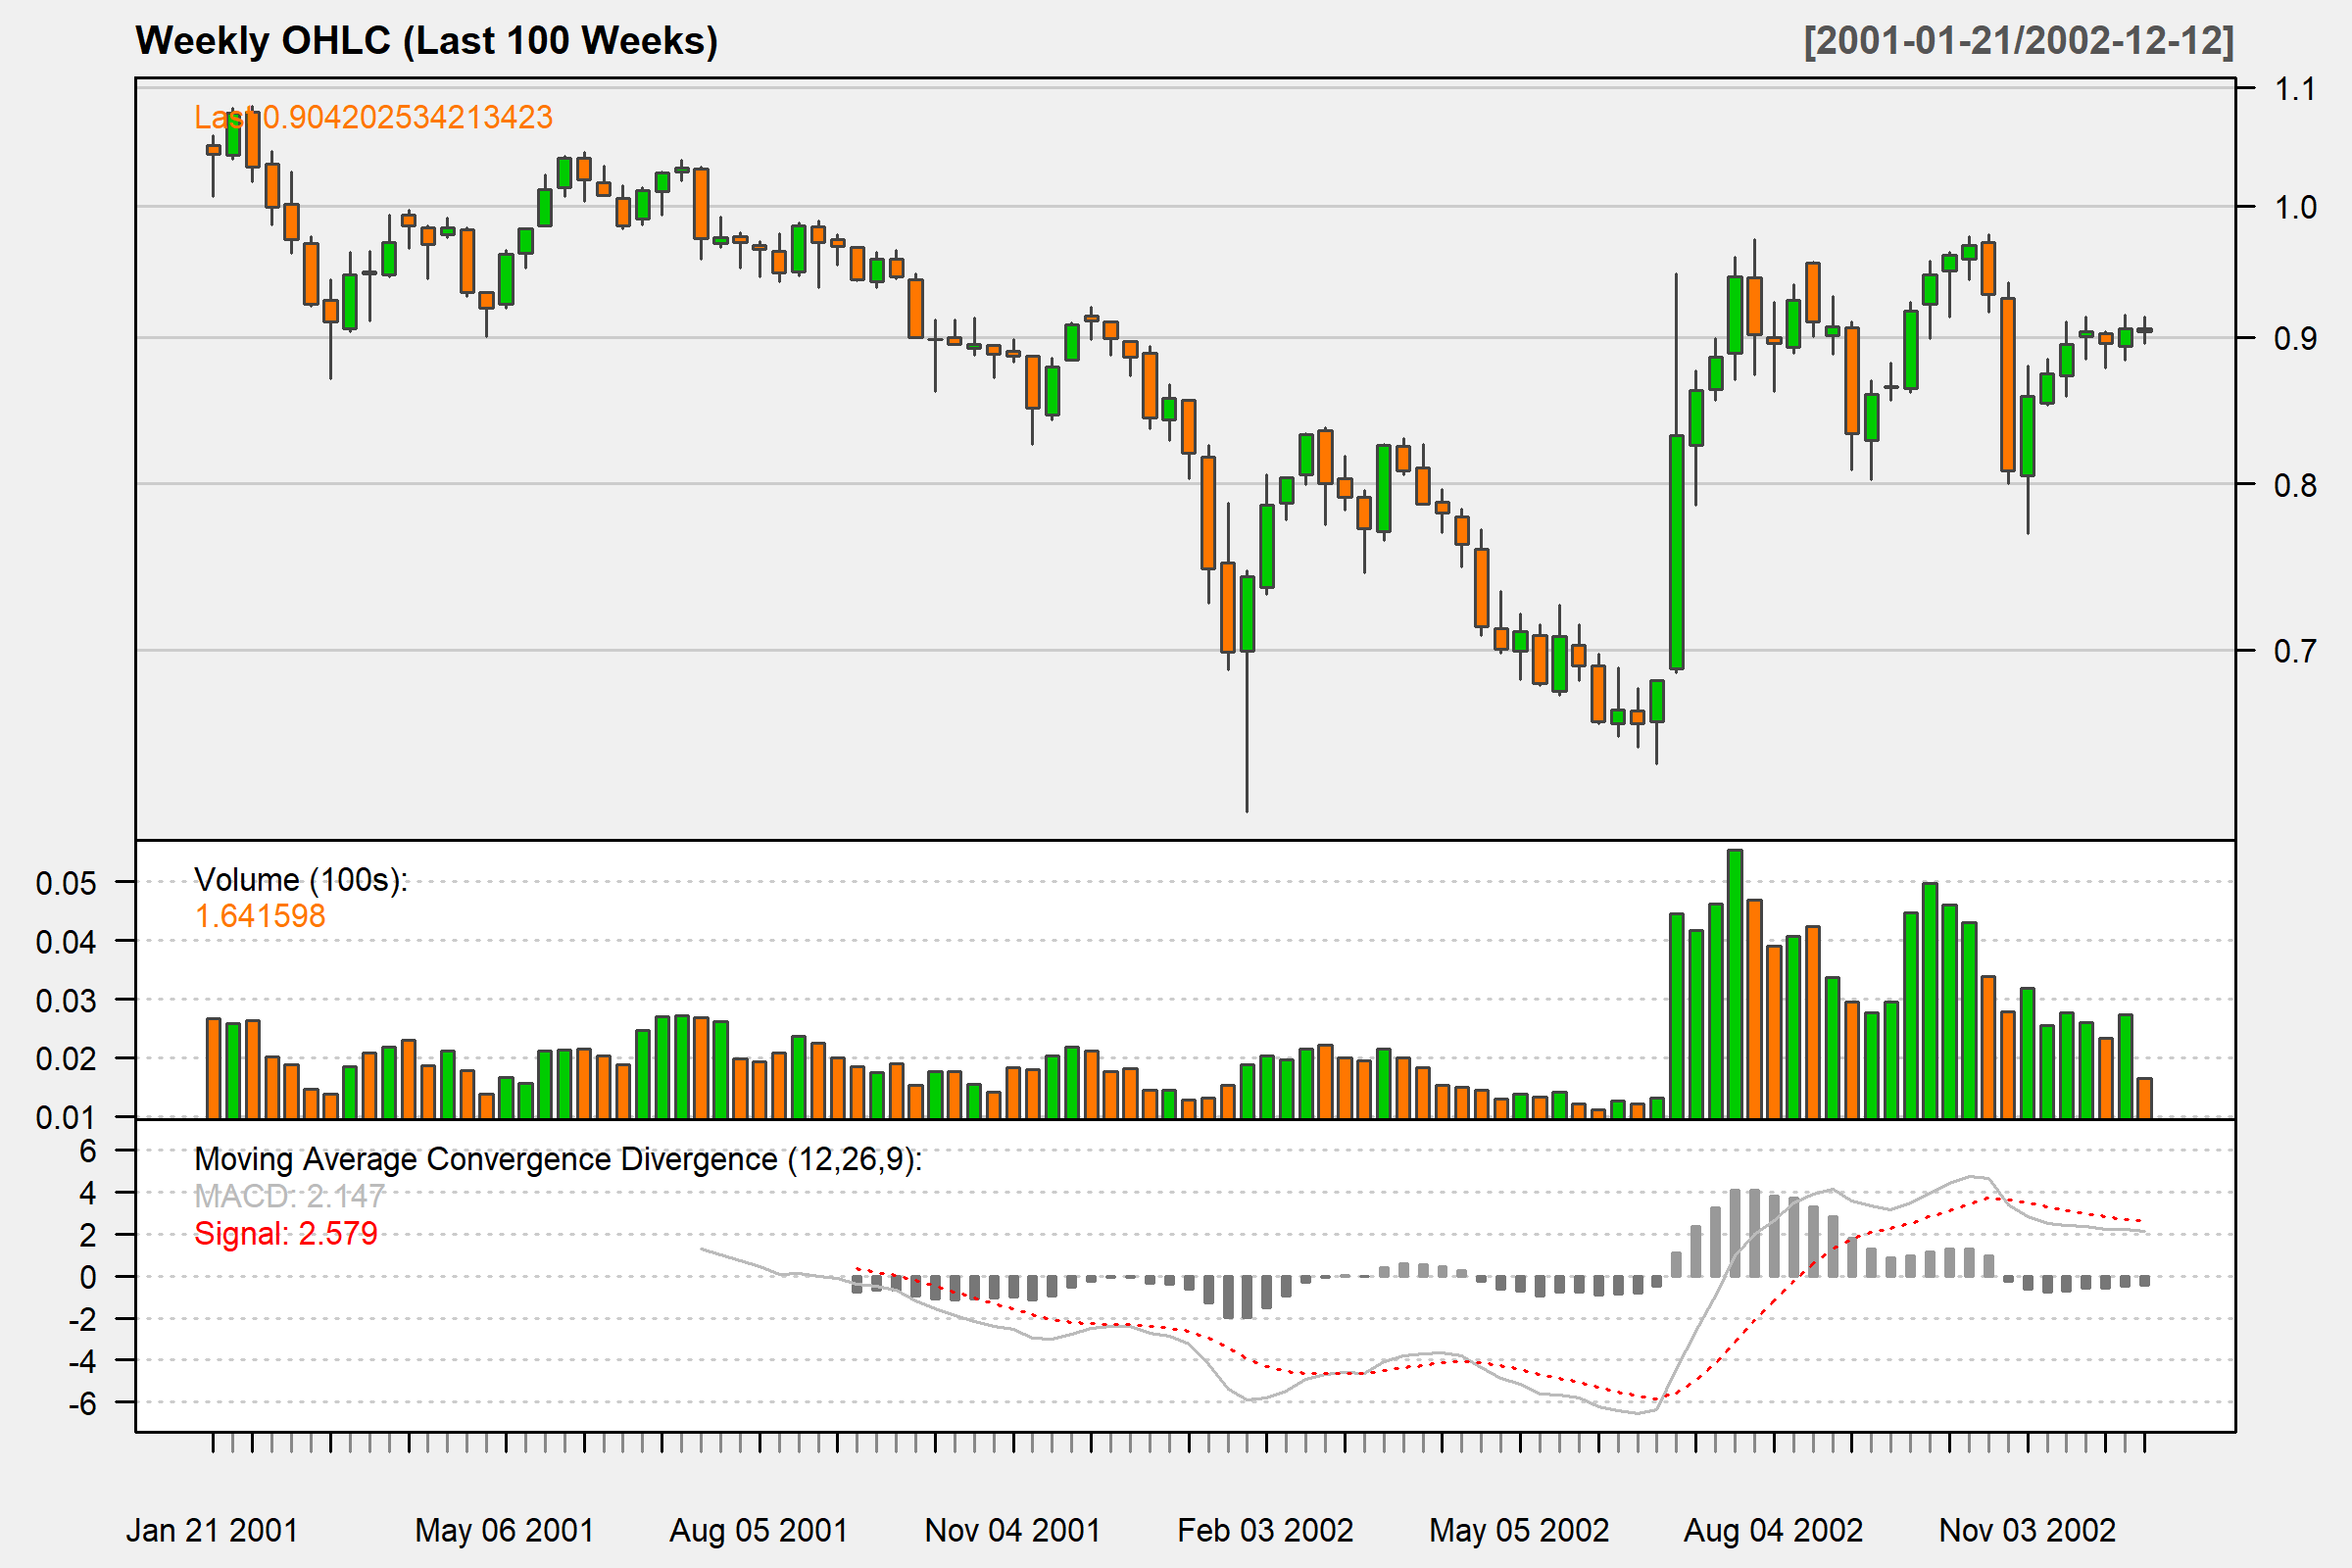 Weekly OHLC (Last 100 Weeks)
[2001-01-21/2002-12-12]
Last 0.904202534213423
1.1
1.0
0.9
0.8
0.7
Volume (100s):
1.641598
0.05
0.04
0.03
0.02
0.01
Moving Average Convergence Divergence (12,26,9):
MACD: 2.147
Signal: 2.579
6
4
2
0
-2
-4
-6
Jan 21 2001
May 06 2001
Aug 05 2001
Nov 04 2001
Feb 03 2002
May 05 2002
Aug 04 2002
Nov 03 2002